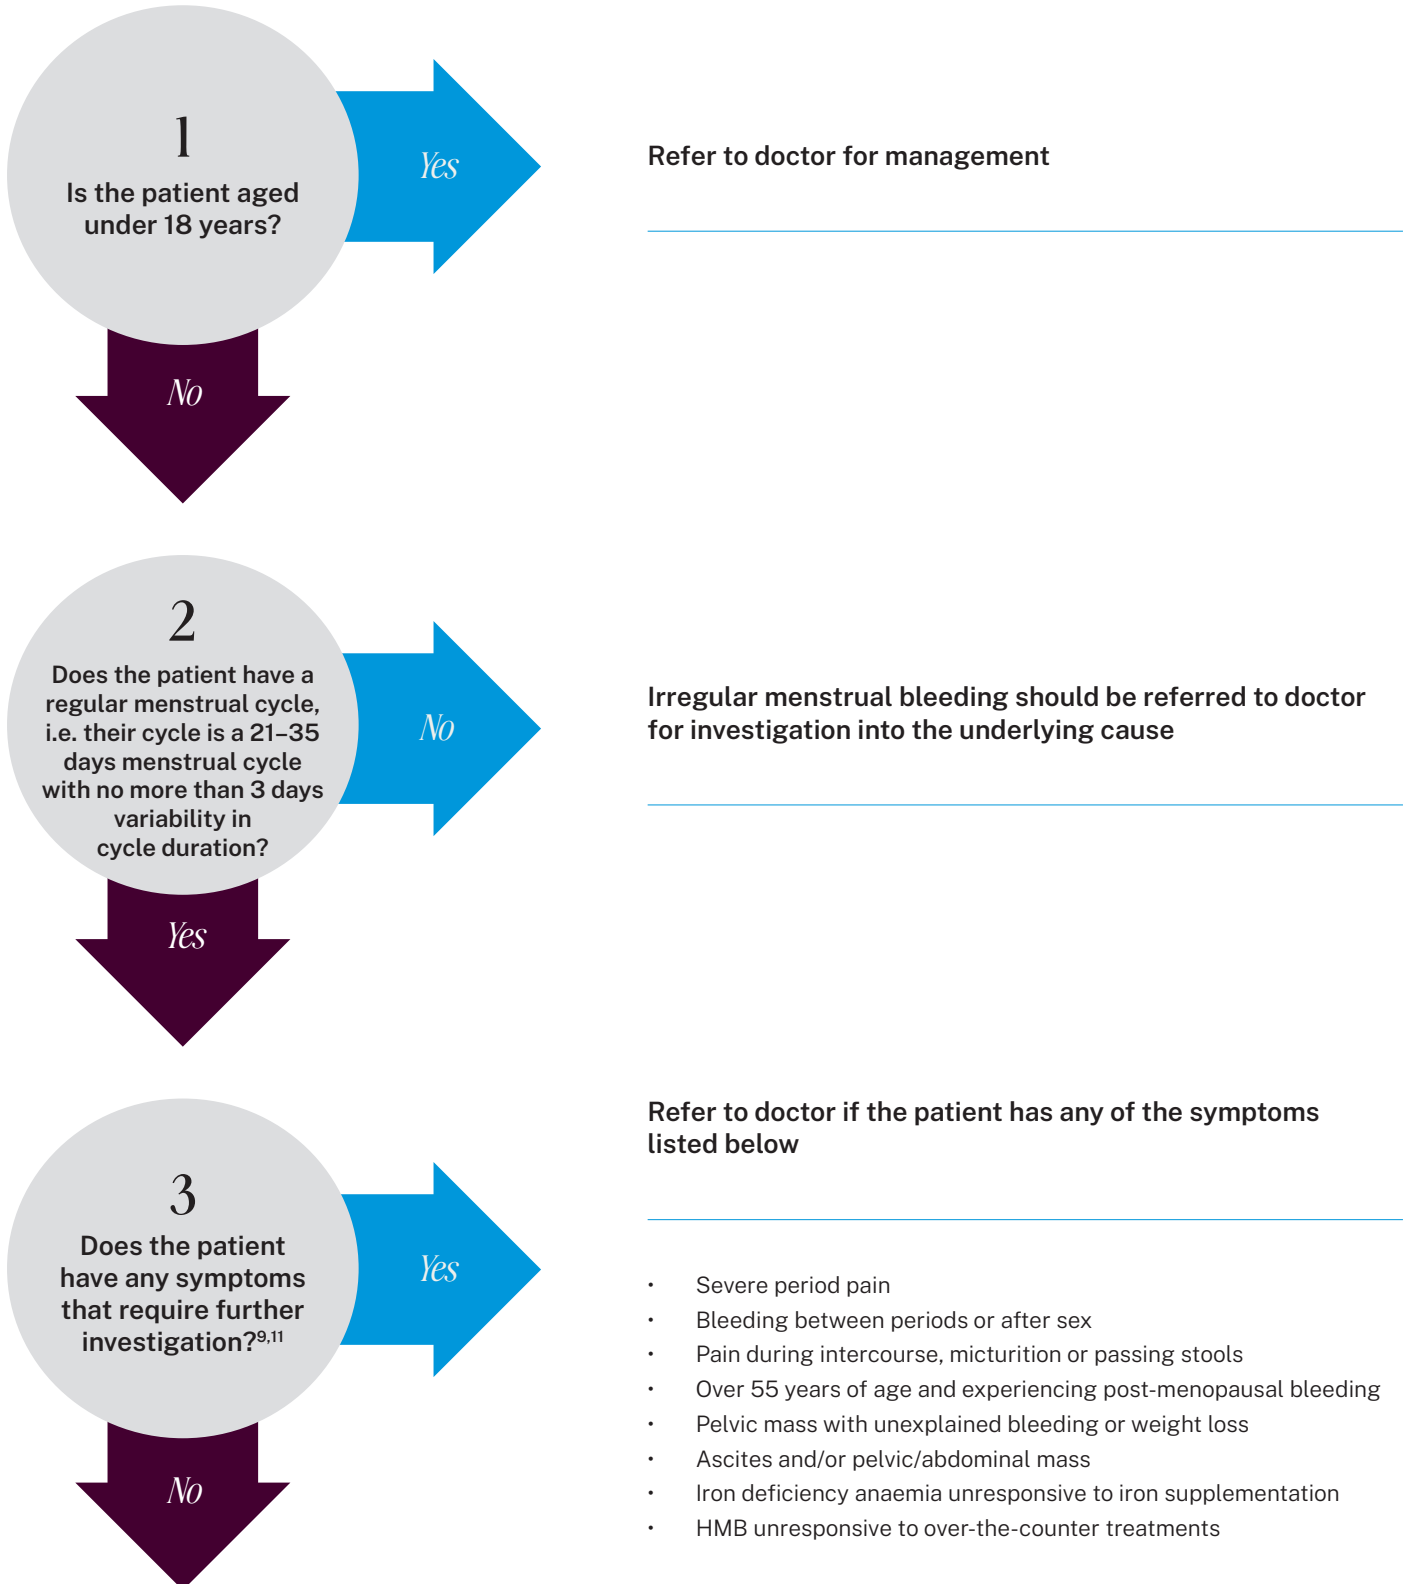 1
Is the patient aged
under 18 years?
Yes
Refer to doctor for management
No
2
Does the patient have a
regular menstrual cycle,
i.e. their cycle is a 21–35
days menstrual cycle
with no more than 3 days
variability in
cycle duration?
No
Irregular menstrual bleeding should be referred to doctor
for investigation into the underlying cause
Yes
3
Does the patient
have any symptoms
that require further
investigation?9,11
Yes
Refer to doctor if the patient has any of the symptoms
listed below
• Severe period pain
• Bleeding between periods or after sex
• Pain during intercourse, micturition or passing stools
• Over 55 years of age and experiencing post-menopausal bleeding
• Pelvic mass with unexplained bleeding or weight loss
• Ascites and/or pelvic/abdominal mass
• Iron deficiency anaemia unresponsive to iron supplementation
• HMB unresponsive to over-the-counter treatments
No